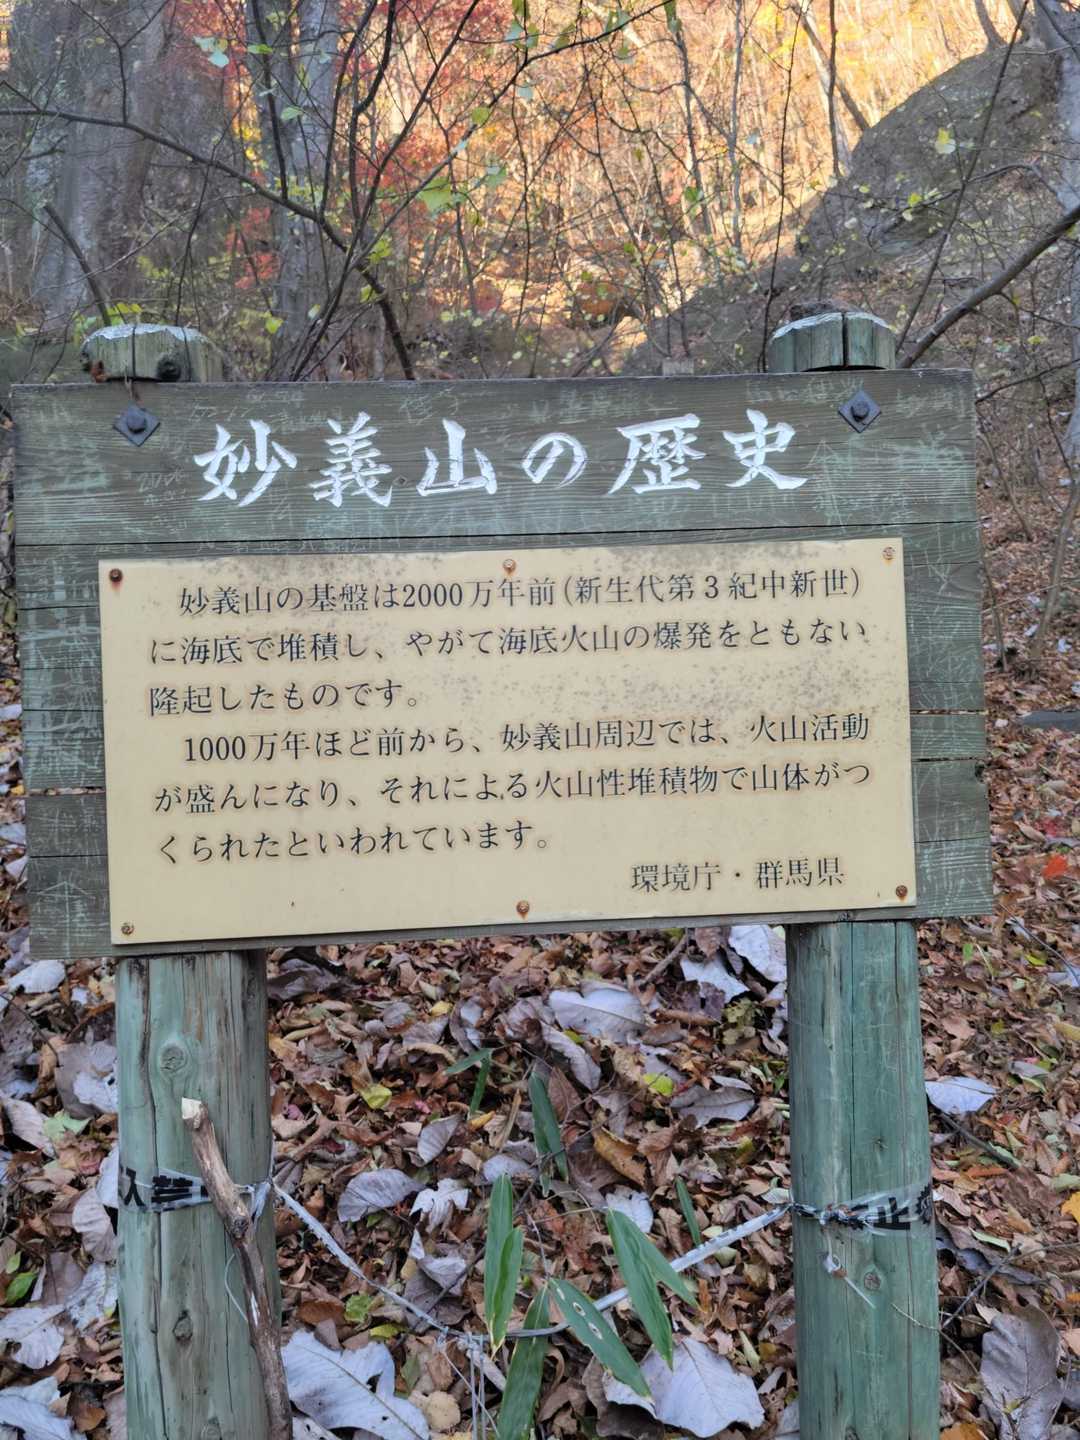 妙義山の歴史
妙義山の基盤は2000万年前(新生代第3紀中新世)
に海底で堆積し、やがて海底火山の爆発をともない
隆起したものです。
1000万年ほど前から、妙義山周辺では、火山活動
が盛んになり、それによる火山性堆積物で山体がつ
くられたといわれています。
環境庁・群馬県
入禁
止